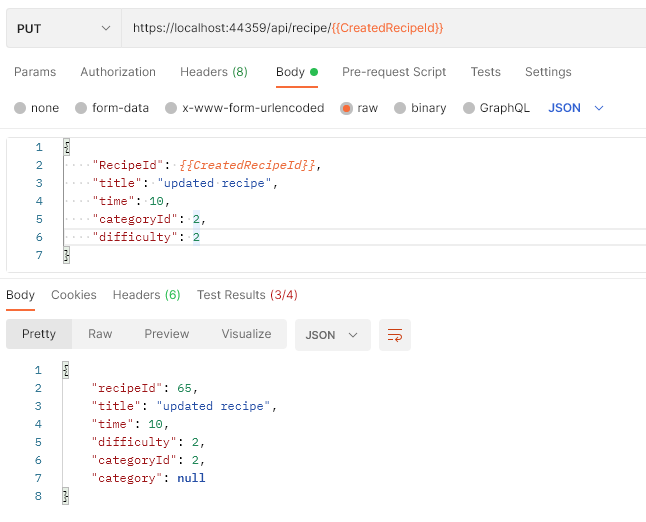 PUT https://localhost:44359/api/recipe/{{CreatedRecipeId}}
Params Authorization Headers (8) Body Pre-request Script Tests Settings
none form-data x-www-form-urlencoded raw binary GraphQL JSON
1 {
2 ····"RecipeId":·{{CreatedRecipeId}},
3 ····"title":·"updated·recipe",
4 ····"time":·10,
5 ····"categoryId":·2,
6 ····"difficulty":·2
7 }
Body Cookies Headers (6) Test Results (3/4)
Pretty Raw Preview Visualize JSON
1 {
2 "recipeId": 65,
3 "title": "updated recipe",
4 "time": 10,
5 "difficulty": 2,
6 "categoryId": 2,
7 "category": null
8 }